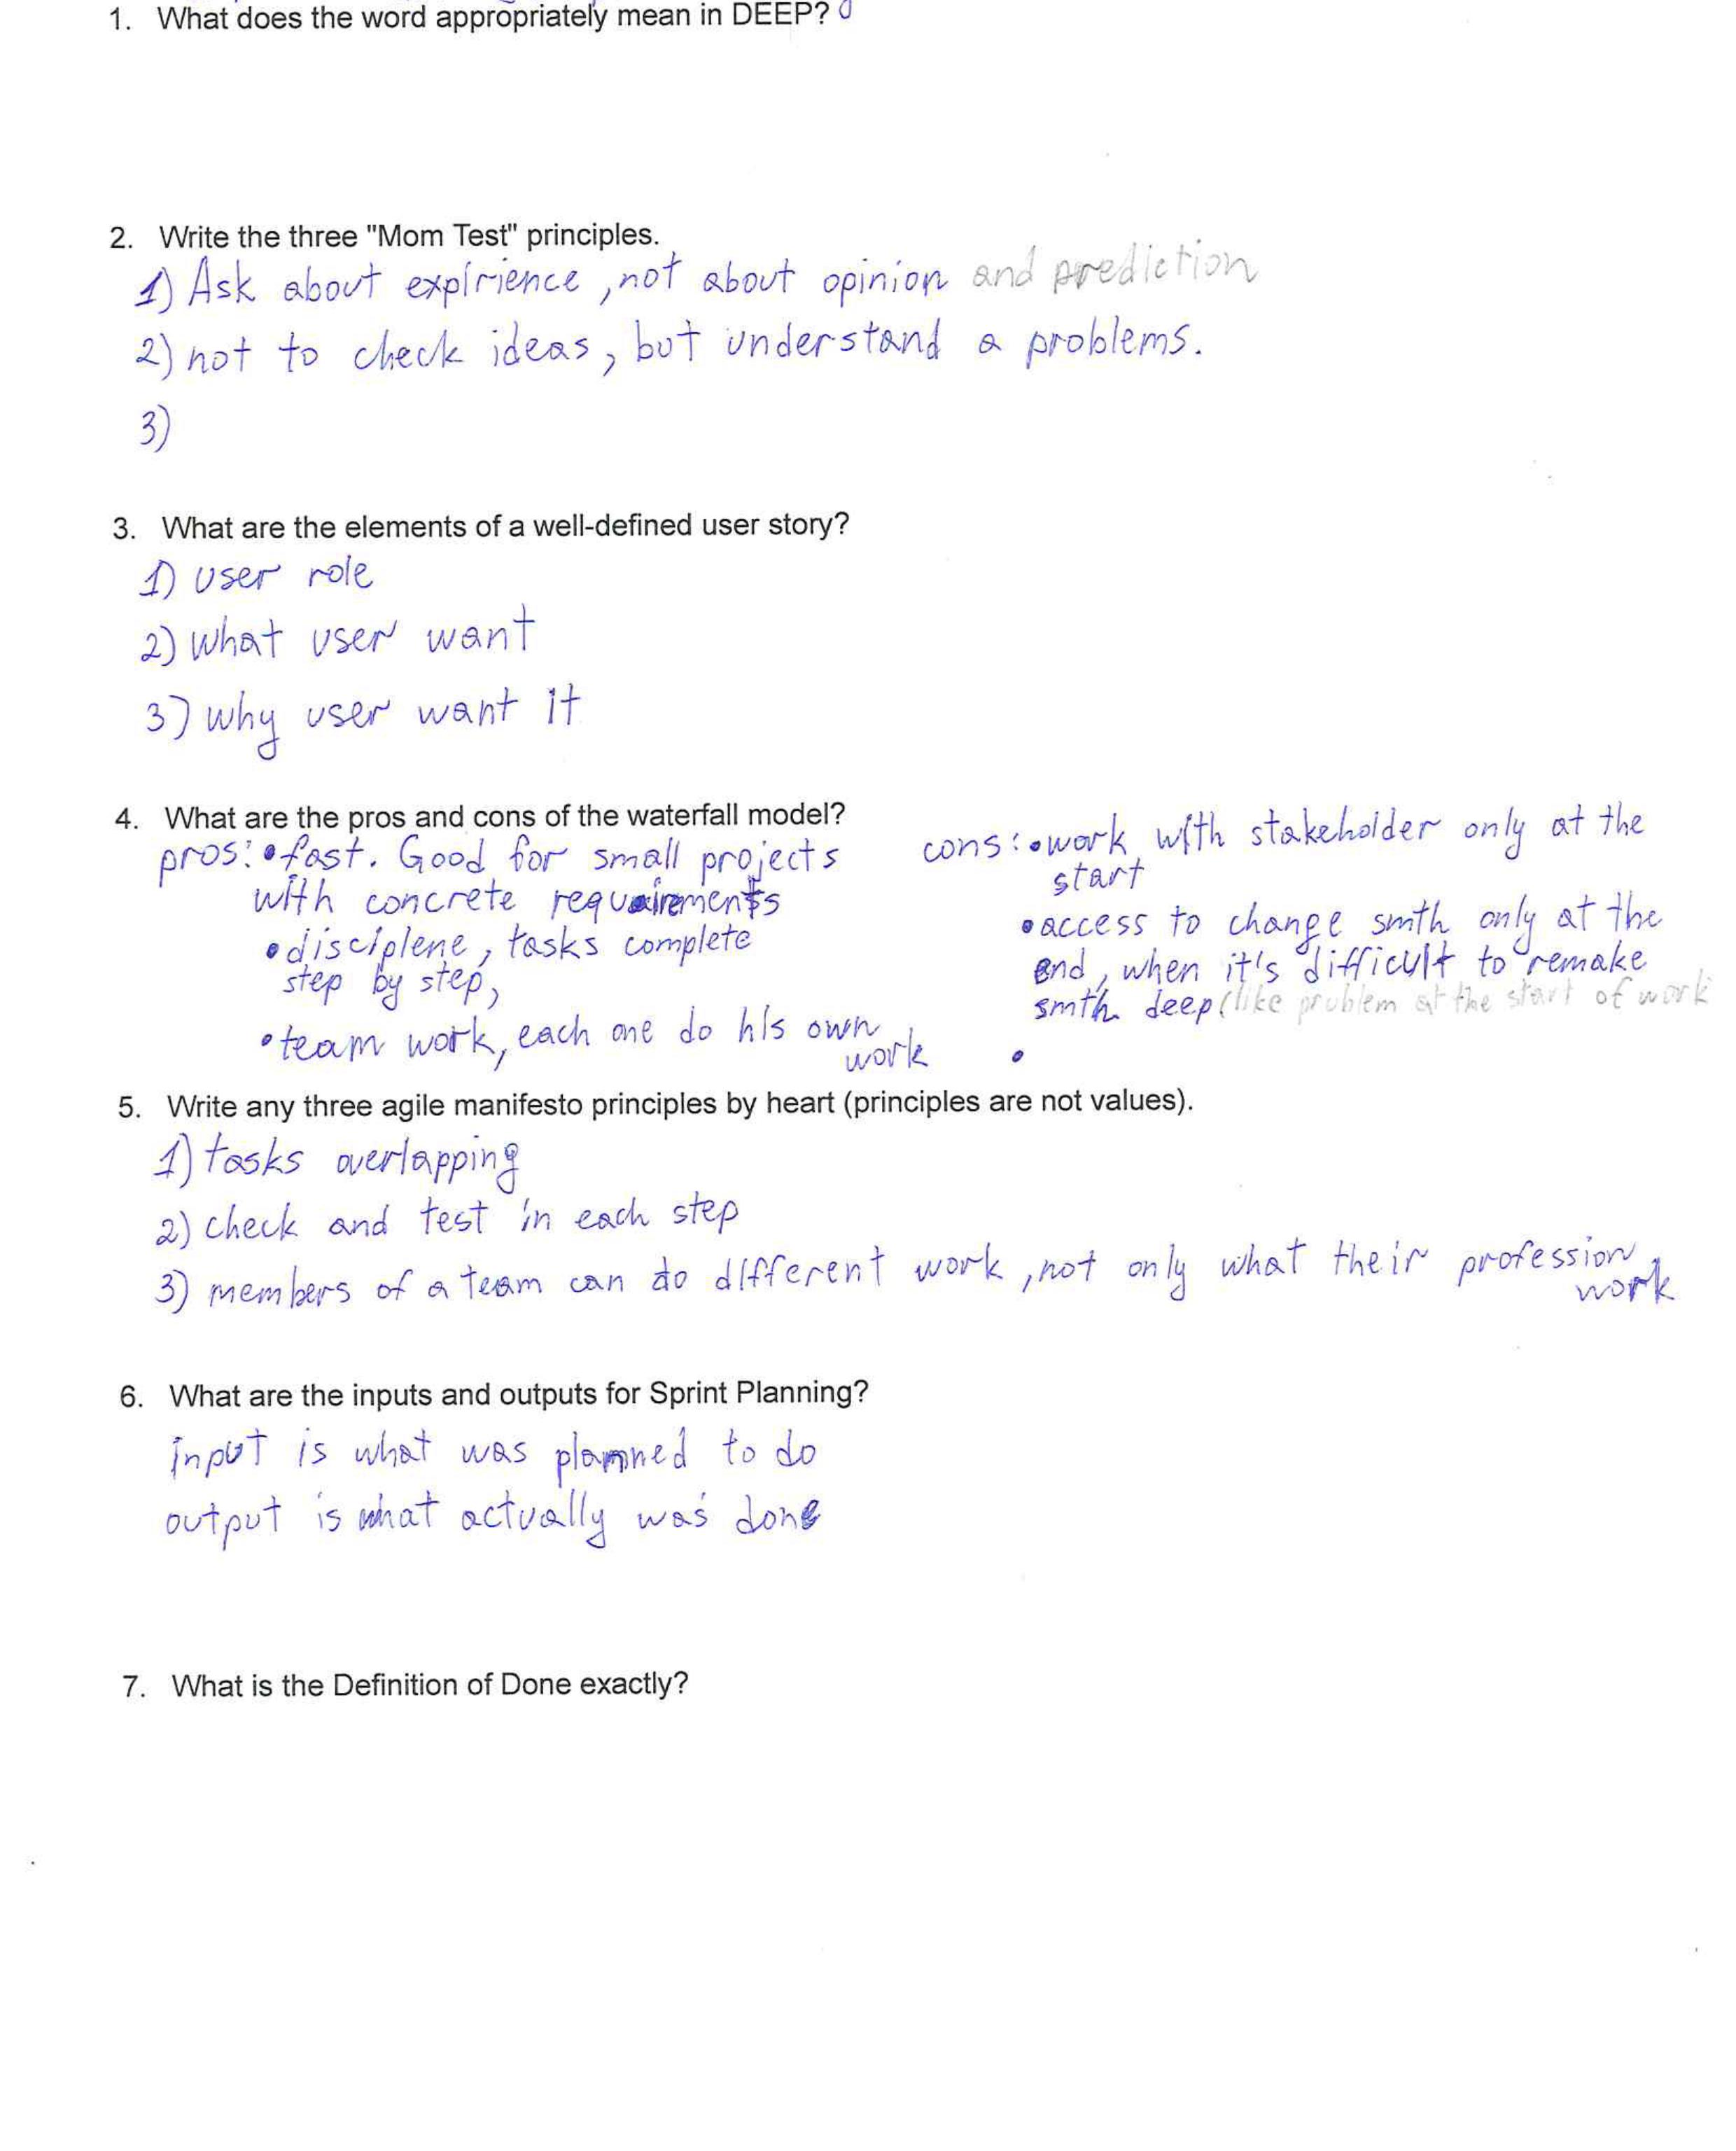 1. What does the word appropriately mean in DEEP?
2. Write the three "Mom Test" principles.
1) Ask about expirience, not about opinion and prediction
2) not to check ideas, but understand a problems.
3)
3. What are the elements of a well-defined user story?
1) user role
2) what user want
3) why user want it
4. What are the pros and cons of the waterfall model?
pros: • fast. Good for small projects
with concrete requairements
• disciplene, tasks complete
step by step,
• team work, each one do his own
work
cons: • work with stakeholder only at the
start
• access to change smth only at the
end, when it's difficult to remake
smth deep (like problem at the start of work
•
5. Write any three agile manifesto principles by heart (principles are not values).
1) tasks overlapping
2) check and test in each step
3) members of a team can do different work, not only what their profession
work
6. What are the inputs and outputs for Sprint Planning?
input is what was planned to do
output is what actually was done
7. What is the Definition of Done exactly?